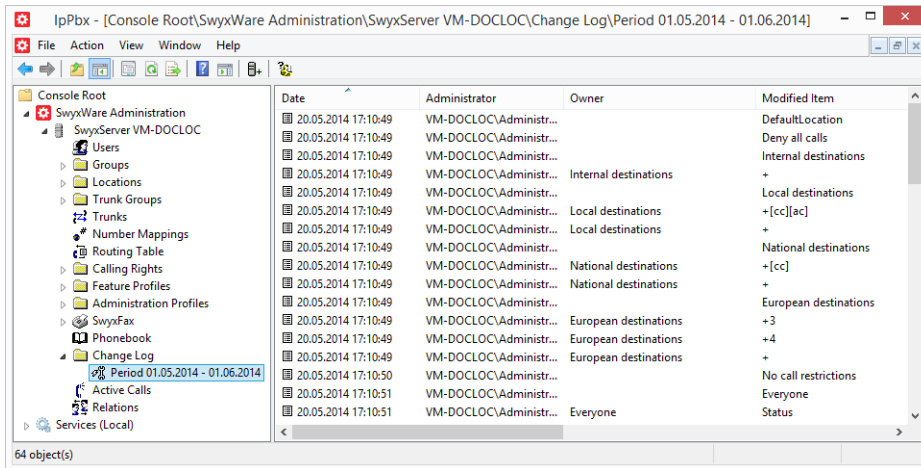 IpPbx - [Console Root\SwyxWare Administration\SwyxServer VM-DOCLOC\Change Log\Period 01.05.2014 - 01.06.2014]
File Action View Window Help
Console Root
SwyxWare Administration
SwyxServer VM-DOCLOC
Users
Groups
Locations
Trunk Groups
Trunks
Number Mappings
Routing Table
Calling Rights
Feature Profiles
Administration Profiles
SwyxFax
Phonebook
Change Log
Period 01.05.2014 - 01.06.2014
Active Calls
Relations
Services (Local)
Date Administrator Owner Modified Item
20.05.2014 17:10:49 VM-DOCLOC\Administr... DefaultLocation
20.05.2014 17:10:49 VM-DOCLOC\Administr... Deny all calls
20.05.2014 17:10:49 VM-DOCLOC\Administr... Internal destinations
20.05.2014 17:10:49 VM-DOCLOC\Administr... Internal destinations +
20.05.2014 17:10:49 VM-DOCLOC\Administr... Local destinations
20.05.2014 17:10:49 VM-DOCLOC\Administr... Local destinations +[cc][ac]
20.05.2014 17:10:49 VM-DOCLOC\Administr... Local destinations +
20.05.2014 17:10:49 VM-DOCLOC\Administr... National destinations
20.05.2014 17:10:49 VM-DOCLOC\Administr... National destinations +[cc]
20.05.2014 17:10:49 VM-DOCLOC\Administr... National destinations +
20.05.2014 17:10:49 VM-DOCLOC\Administr... European destinations
20.05.2014 17:10:49 VM-DOCLOC\Administr... European destinations +3
20.05.2014 17:10:49 VM-DOCLOC\Administr... European destinations +4
20.05.2014 17:10:49 VM-DOCLOC\Administr... European destinations +
20.05.2014 17:10:50 VM-DOCLOC\Administr... No call restrictions
20.05.2014 17:10:51 VM-DOCLOC\Administr... Everyone
20.05.2014 17:10:51 VM-DOCLOC\Administr... Everyone Status
64 object(s)